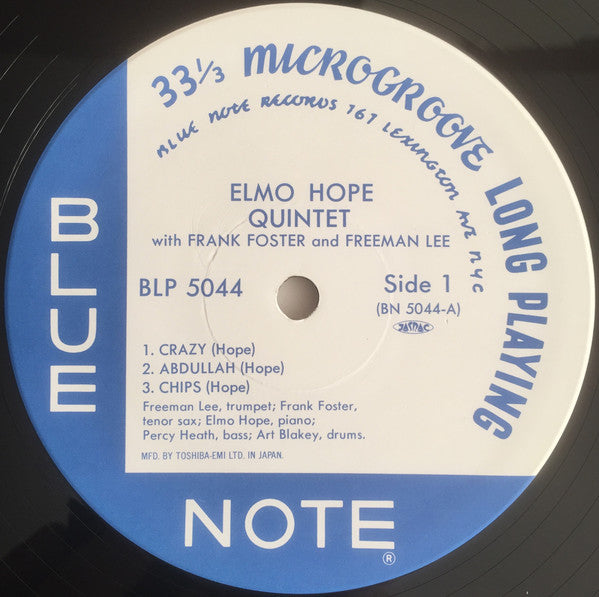 33⅓ MICROGROOVE LONG PLAYING
BLUE NOTE RECORDS 767 LEXINGTON AVE NYC
ELMO HOPE
QUINTET
with FRANK FOSTER and FREEMAN LEE
BLP 5044
Side 1
(BN 5044-A)
JASRAC
1. CRAZY (Hope)
2. ABDULLAH (Hope)
3. CHIPS (Hope)
Freeman Lee, trumpet; Frank Foster,
tenor sax; Elmo Hope, piano;
Percy Heath, bass; Art Blakey, drums.
MFD. BY TOSHIBA-EMI LTD. IN JAPAN.
BLUE
NOTE®